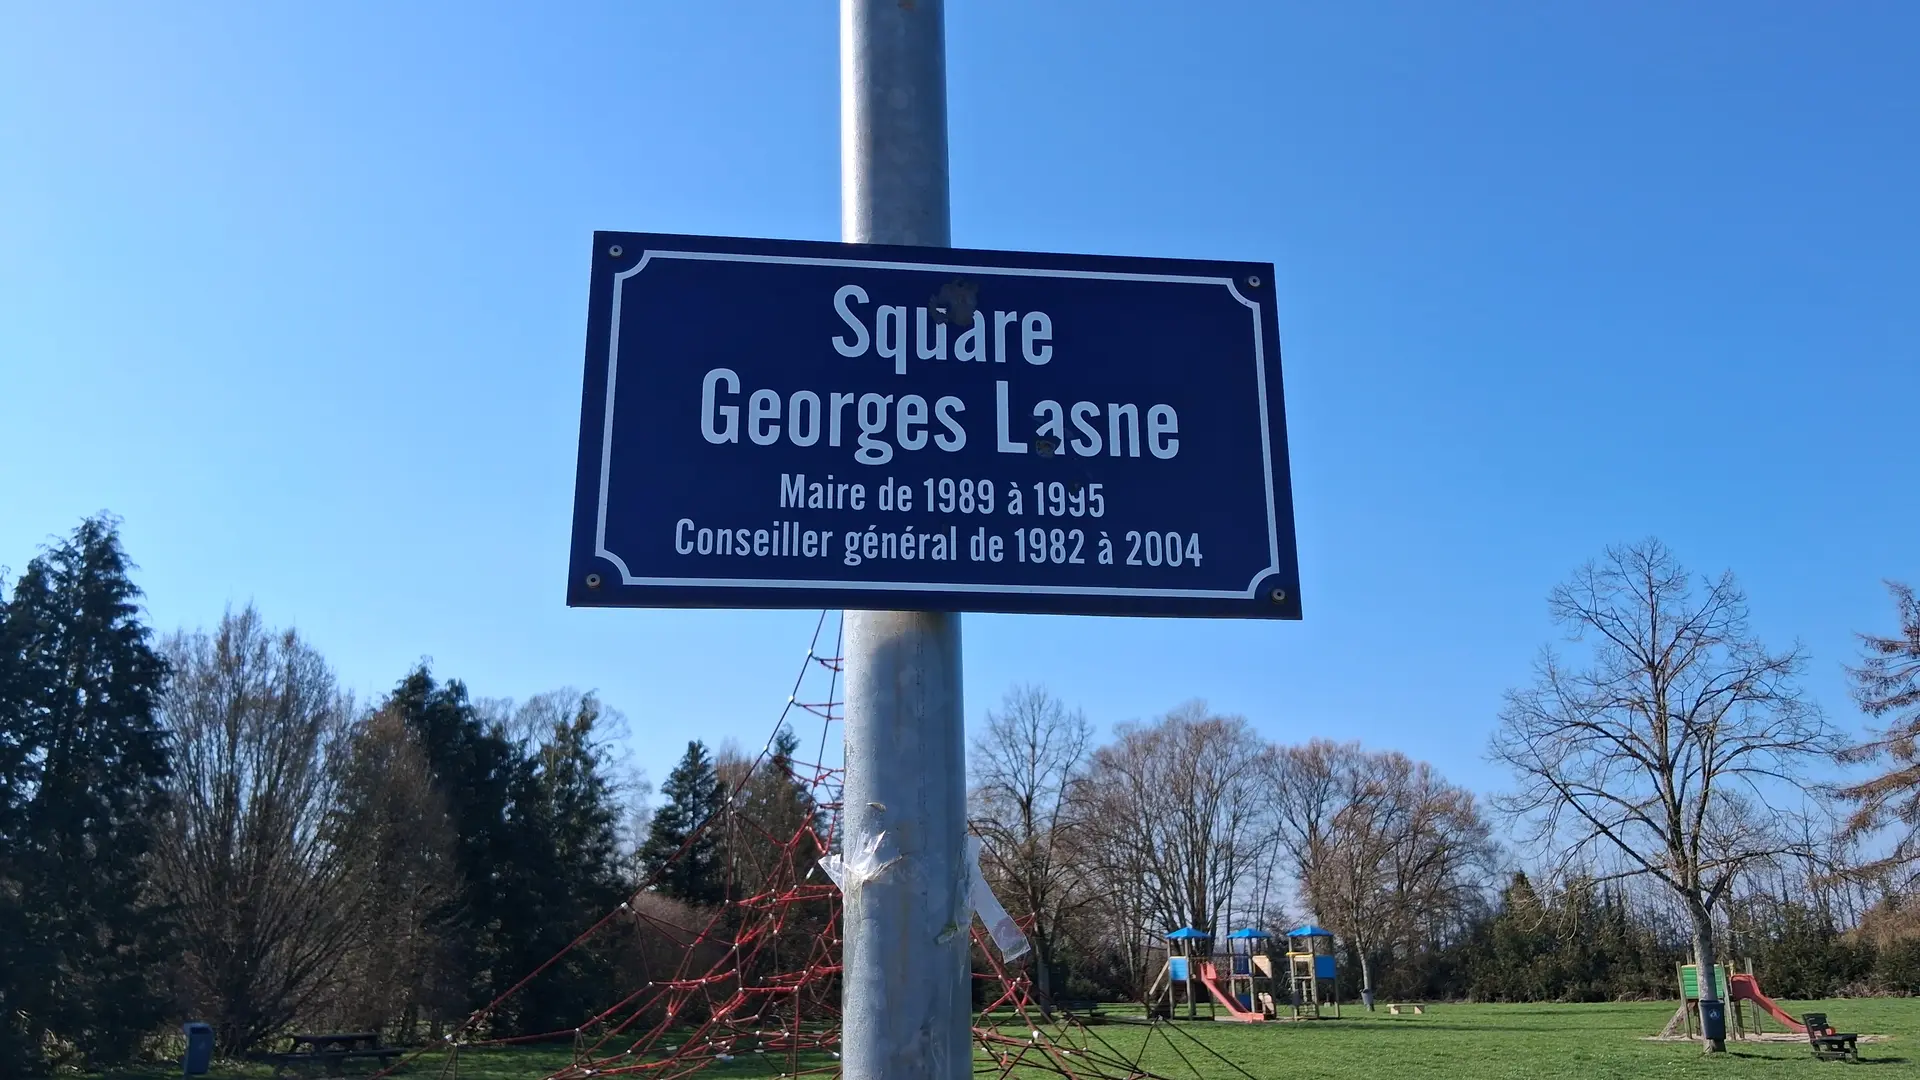 Square
Georges Lasne
Maire de 1989 à 1995
Conseiller général de 1982 à 2004